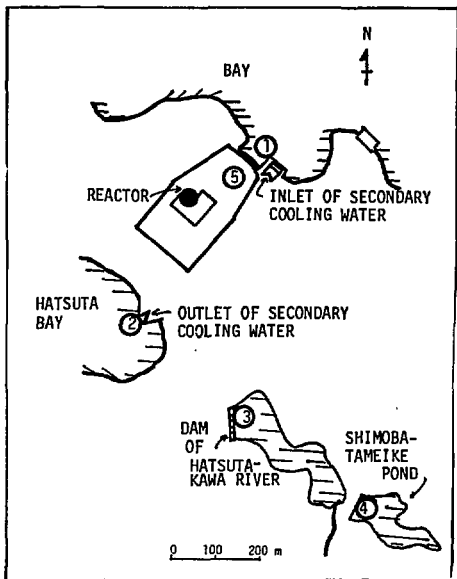 N
BAY
①
⑤
REACTOR
INLET OF SECONDARY
COOLING WATER
HATSUTA
BAY
②
OUTLET OF SECONDARY
COOLING WATER
③
DAM
OF
HATSUTA-
KAWA RIVER
SHIMOBA-
TAMEIKE
POND
④
0 100 200 m